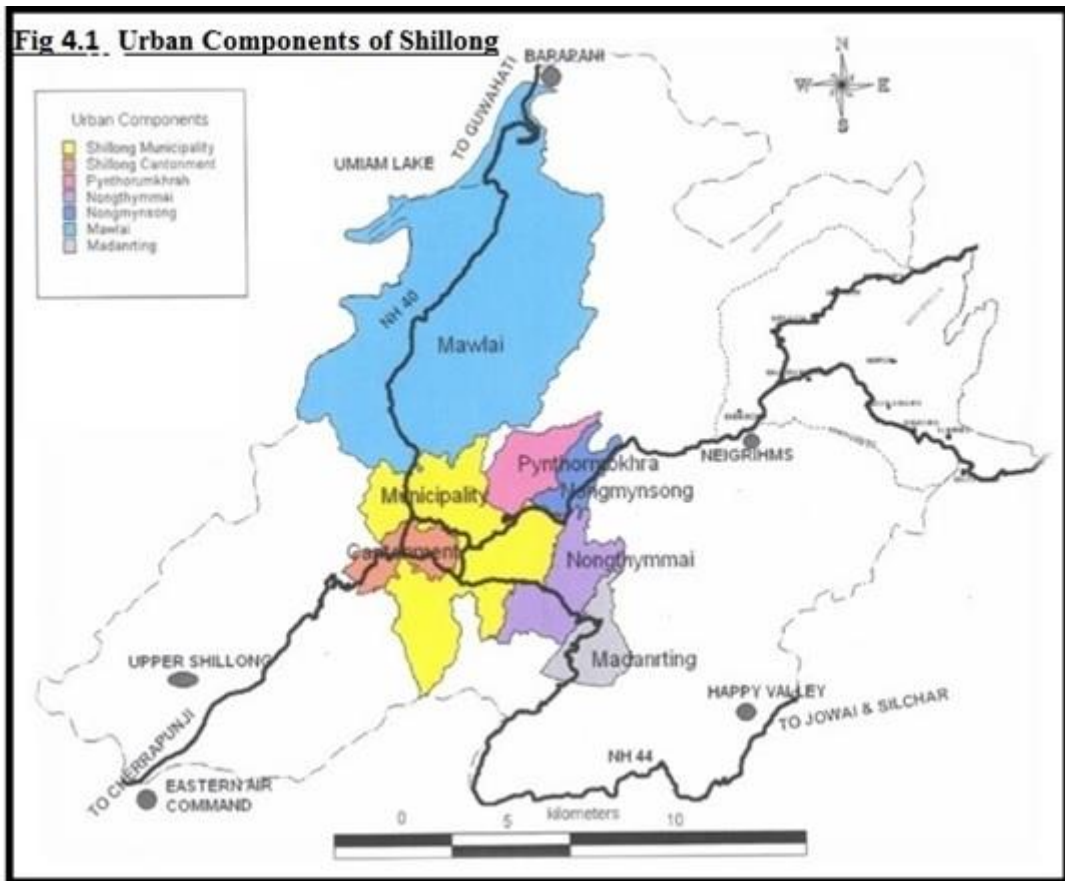 Fig 4.1 Urban Components of Shillong
BARAPANI
N
W
E
S
Urban Components
Shillong Municipality
Shillong Cantonment
Pynthorumkhrah
Nongthymmai
Nongmynsong
Mawlai
Madanrting
TO GUWAHATI
UMIAM LAKE
NH 40
Mawlai
Pynthormokhra
NEIGRIHMS
Municipality
Nongmynsong
Cantonment
Nongthymmai
UPPER SHILLONG
Madanrting
HAPPY VALLEY
TO JOWAI & SILCHAR
NH 44
TO CHERRAPUNJI
EASTERN AIR
COMMAND
kilometers
0
5
10